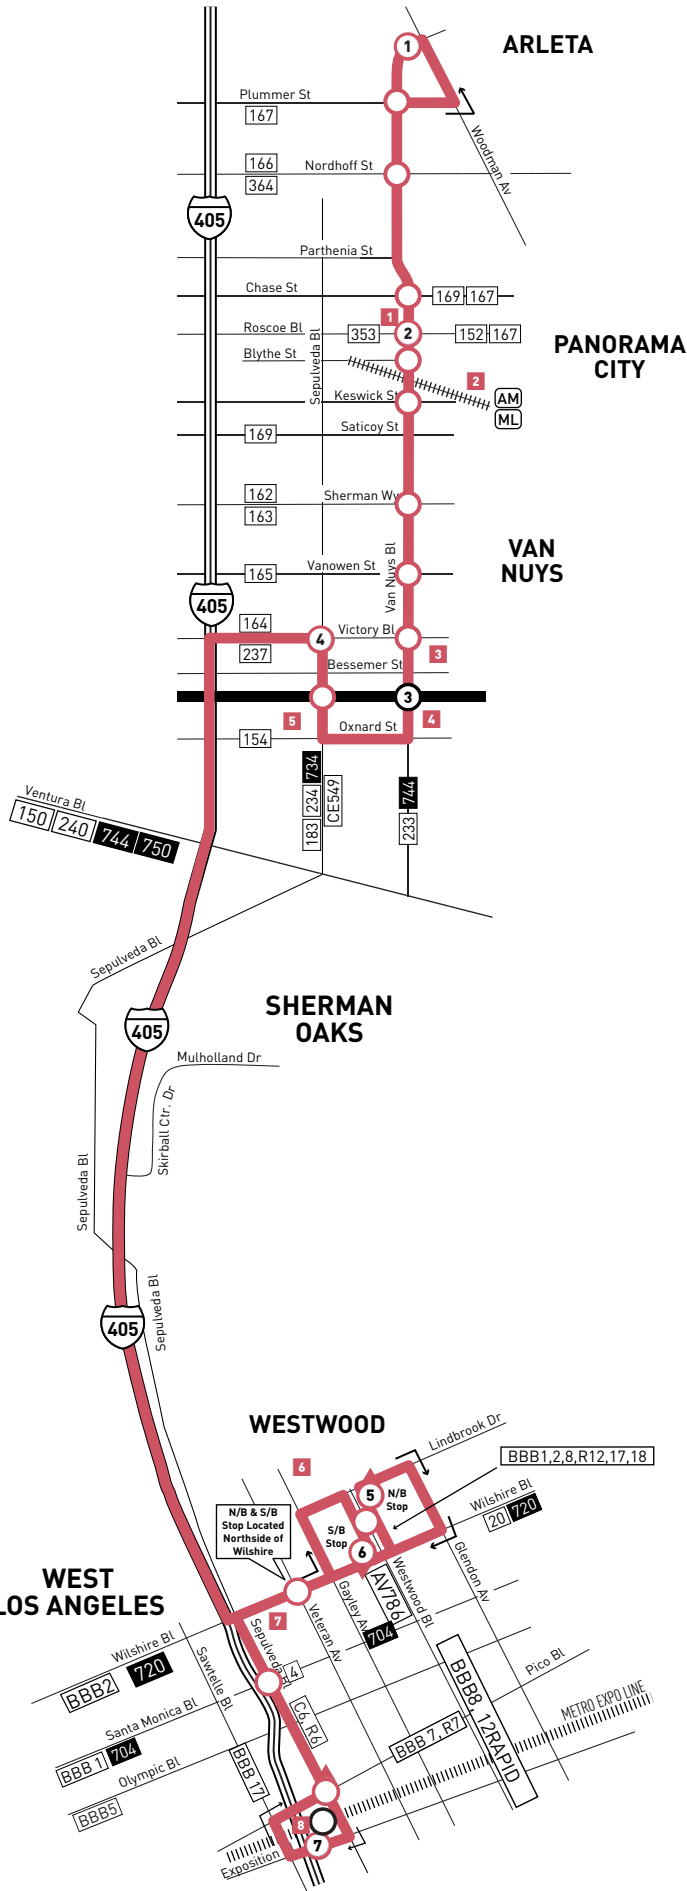 1
ARLETA
Plummer St
167
Woodman Av
166
Nordhoff St
364
405
Parthenia St
Chase St
169 167
1
Roscoe Bl
353
2
152 167
Sepulveda Bl
PANORAMA
CITY
Blythe St
2
Keswick St
AM
ML
169
Saticoy St
162
Sherman Wy
163
VAN
NUYS
Van Nuys Bl
Vanowen St
165
405
164
4
Victory Bl
237
3
Bessemer St
3
5
4
Oxnard St
154
734
183 234
CE549
744
233
Ventura Bl
150 240 744 750
Sepulveda Bl
SHERMAN
OAKS
405
Mulholland Dr
Skirball Ctr. Dr
Sepulveda Bl
Sepulveda Bl
405
WESTWOOD
Lindbrook Dr
6
BBB1,2,8,R12,17,18
5
N/B
Stop
Wilshire Bl
20 720
N/B & S/B
Stop Located
Northside of
Wilshire
S/B
Stop
6
WEST
LOS ANGELES
7
Gayley Av
AV786
Westwood Bl
Glendon Av
704
Veteran Av
Wilshire Bl
BBB2
720
Sawtelle Bl
Sepulveda Bl
4
Santa Monica Bl
BBB 1
704
C6, R6
Pico Bl
BBB8, 12RAPID
METRO EXPO LINE
Olympic Bl
BBB5
BBB 17
BBB 7, R7
8
7
Exposition